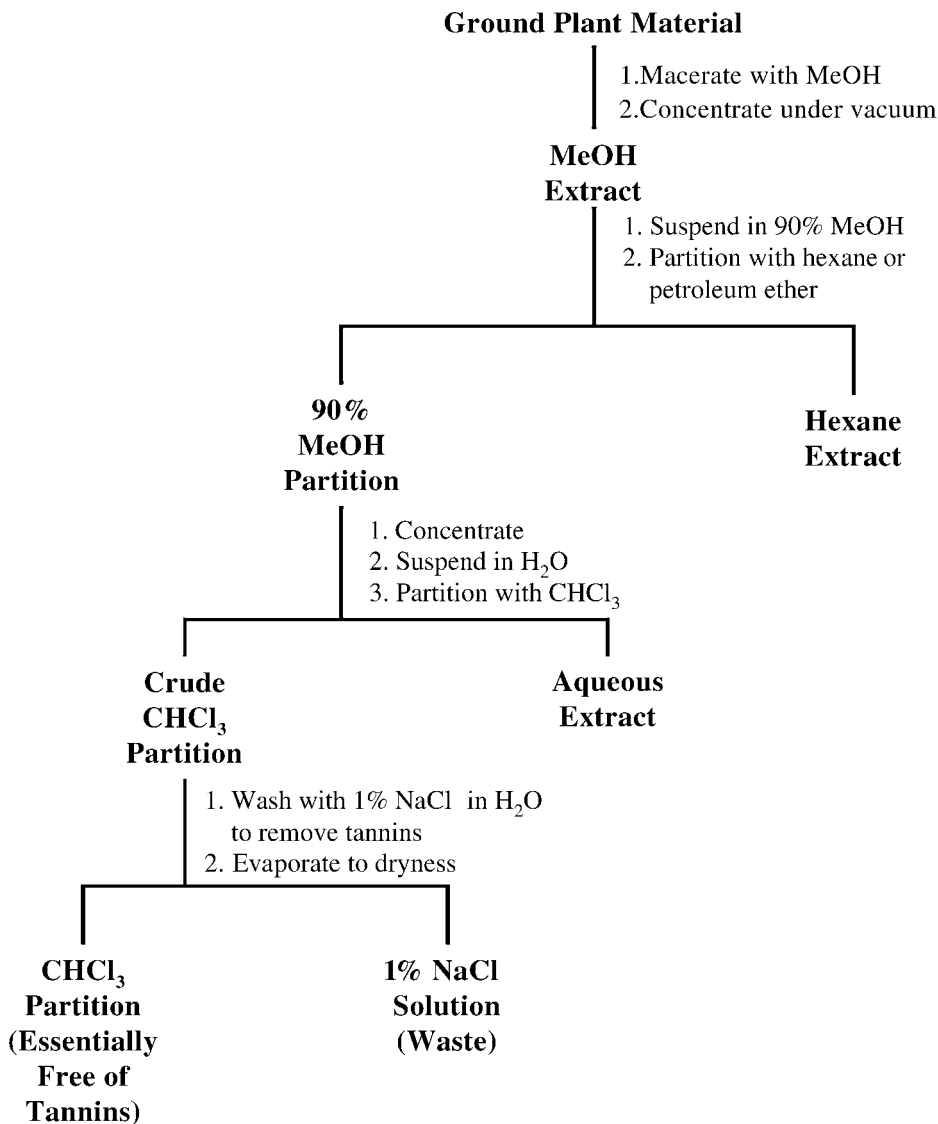 Ground Plant Material
1.Macerate with MeOH
2.Concentrate under vacuum
MeOH
Extract
1. Suspend in 90% MeOH
2. Partition with hexane or
petroleum ether
90%
MeOH
Partition
Hexane
Extract
1. Concentrate
2. Suspend in H₂O
3. Partition with CHCl₃
Crude
CHCl₃
Partition
Aqueous
Extract
1. Wash with 1% NaCl in H₂O
to remove tannins
2. Evaporate to dryness
CHCl₃
Partition
(Essentially
Free of
Tannins)
1% NaCl
Solution
(Waste)